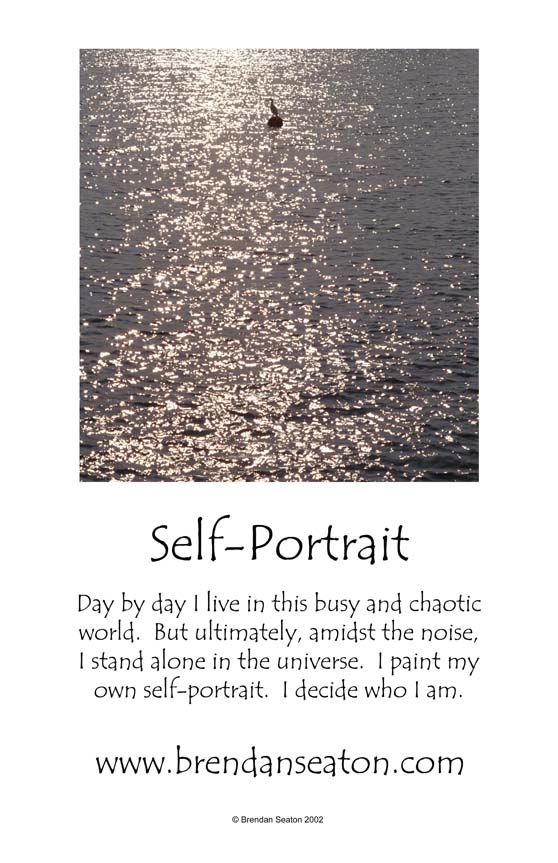 Self-Portrait
Day by day I live in this busy and chaotic
world.  But ultimately, amidst the noise,
I stand alone in the universe.  I paint my
own self-portrait.  I decide who I am.
www.brendanseaton.com
© Brendan Seaton 2002